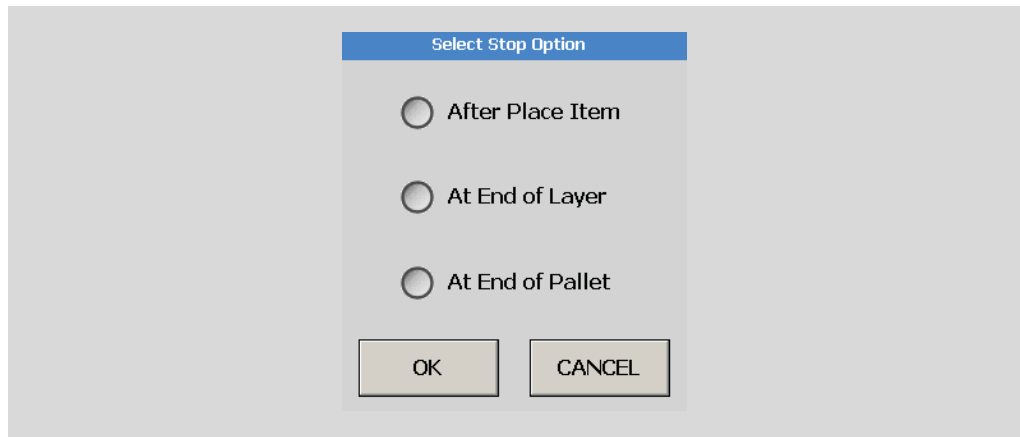 Select Stop Option
After Place Item
At End of Layer
At End of Pallet
OK CANCEL